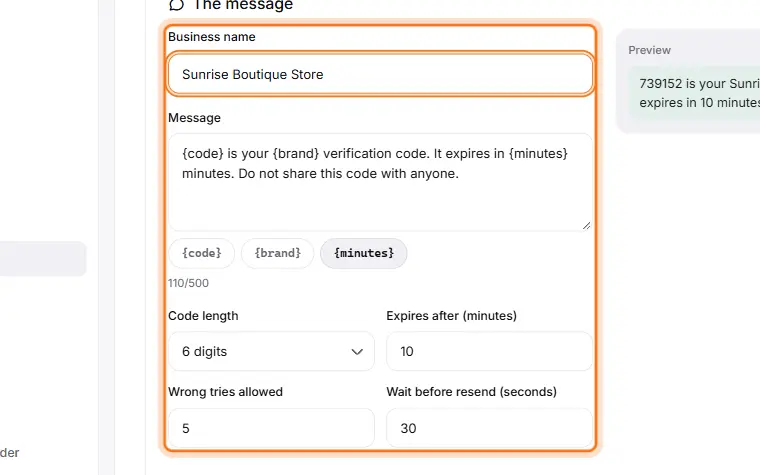 The message
Business name
Sunrise Boutique Store
Message
{code} is your {brand} verification code. It expires in {minutes}
minutes. Do not share this code with anyone.
{code} {brand} {minutes}
110/500
Code length
6 digits
Expires after (minutes)
10
Wrong tries allowed
5
Wait before resend (seconds)
30
Preview
739152 is your Sunri
expires in 10 minutes
der